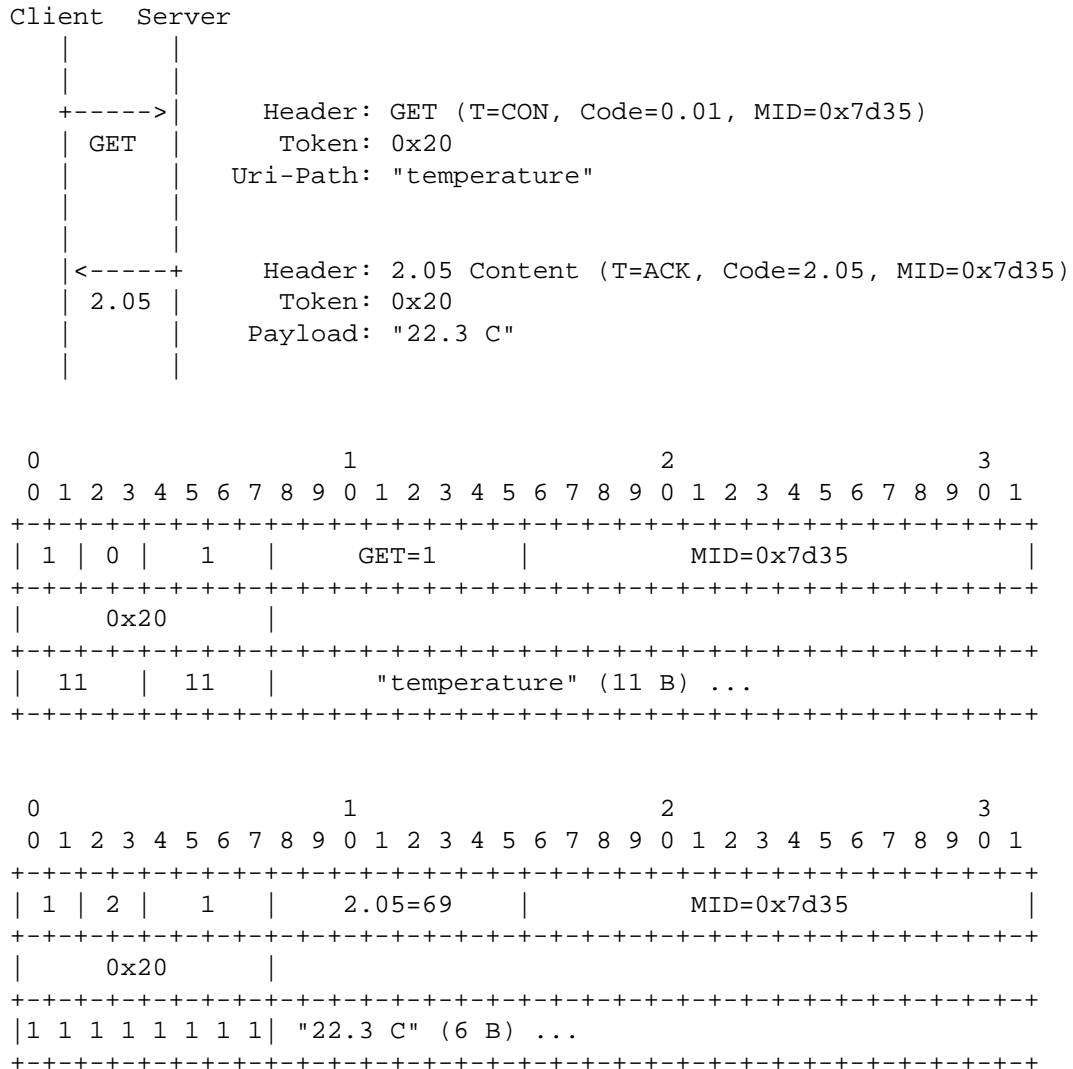 Client  Server
   |      |
   |      |
   +----->|     Header: GET (T=CON, Code=0.01, MID=0x7d35)
   | GET  |      Token: 0x20
   |      |   Uri-Path: "temperature"
   |      |
   |      |
   |<-----+     Header: 2.05 Content (T=ACK, Code=2.05, MID=0x7d35)
   | 2.05 |      Token: 0x20
   |      |    Payload: "22.3 C"
   |      |

 0                   1                   2                   3
 0 1 2 3 4 5 6 7 8 9 0 1 2 3 4 5 6 7 8 9 0 1 2 3 4 5 6 7 8 9 0 1
+-+-+-+-+-+-+-+-+-+-+-+-+-+-+-+-+-+-+-+-+-+-+-+-+-+-+-+-+-+-+-+-+
| 1 | 0 |   1   |     GET=1     |          MID=0x7d35           |
+-+-+-+-+-+-+-+-+-+-+-+-+-+-+-+-+-+-+-+-+-+-+-+-+-+-+-+-+-+-+-+-+
|     0x20      |
+-+-+-+-+-+-+-+-+-+-+-+-+-+-+-+-+-+-+-+-+-+-+-+-+-+-+-+-+-+-+-+-+
|  11   |  11   |      "temperature" (11 B) ...
+-+-+-+-+-+-+-+-+-+-+-+-+-+-+-+-+-+-+-+-+-+-+-+-+-+-+-+-+-+-+-+-+

 0                   1                   2                   3
 0 1 2 3 4 5 6 7 8 9 0 1 2 3 4 5 6 7 8 9 0 1 2 3 4 5 6 7 8 9 0 1
+-+-+-+-+-+-+-+-+-+-+-+-+-+-+-+-+-+-+-+-+-+-+-+-+-+-+-+-+-+-+-+-+
| 1 | 2 |   1   |    2.05=69    |          MID=0x7d35           |
+-+-+-+-+-+-+-+-+-+-+-+-+-+-+-+-+-+-+-+-+-+-+-+-+-+-+-+-+-+-+-+-+
|     0x20      |
+-+-+-+-+-+-+-+-+-+-+-+-+-+-+-+-+-+-+-+-+-+-+-+-+-+-+-+-+-+-+-+-+
|1 1 1 1 1 1 1 1| "22.3 C" (6 B) ...
+-+-+-+-+-+-+-+-+-+-+-+-+-+-+-+-+-+-+-+-+-+-+-+-+-+-+-+-+-+-+-+-+